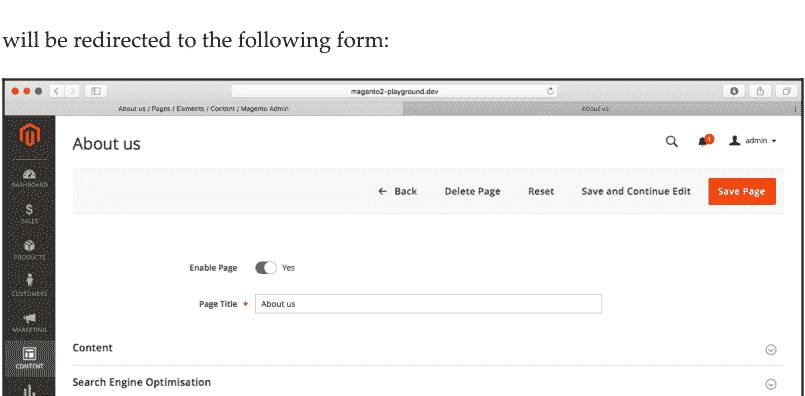 will be redirected to the following form:
magento2-playground.dev
About us / Pages / Elements / Content / Magento Admin
About us
About us
1
admin
Back
Delete Page
Reset
Save and Continue Edit
Save Page
DASHBOARD
SALES
PRODUCTS
CUSTOMERS
MARKETING
CONTENT
Enable Page
Yes
Page Title *
About us
Content
Search Engine Optimisation